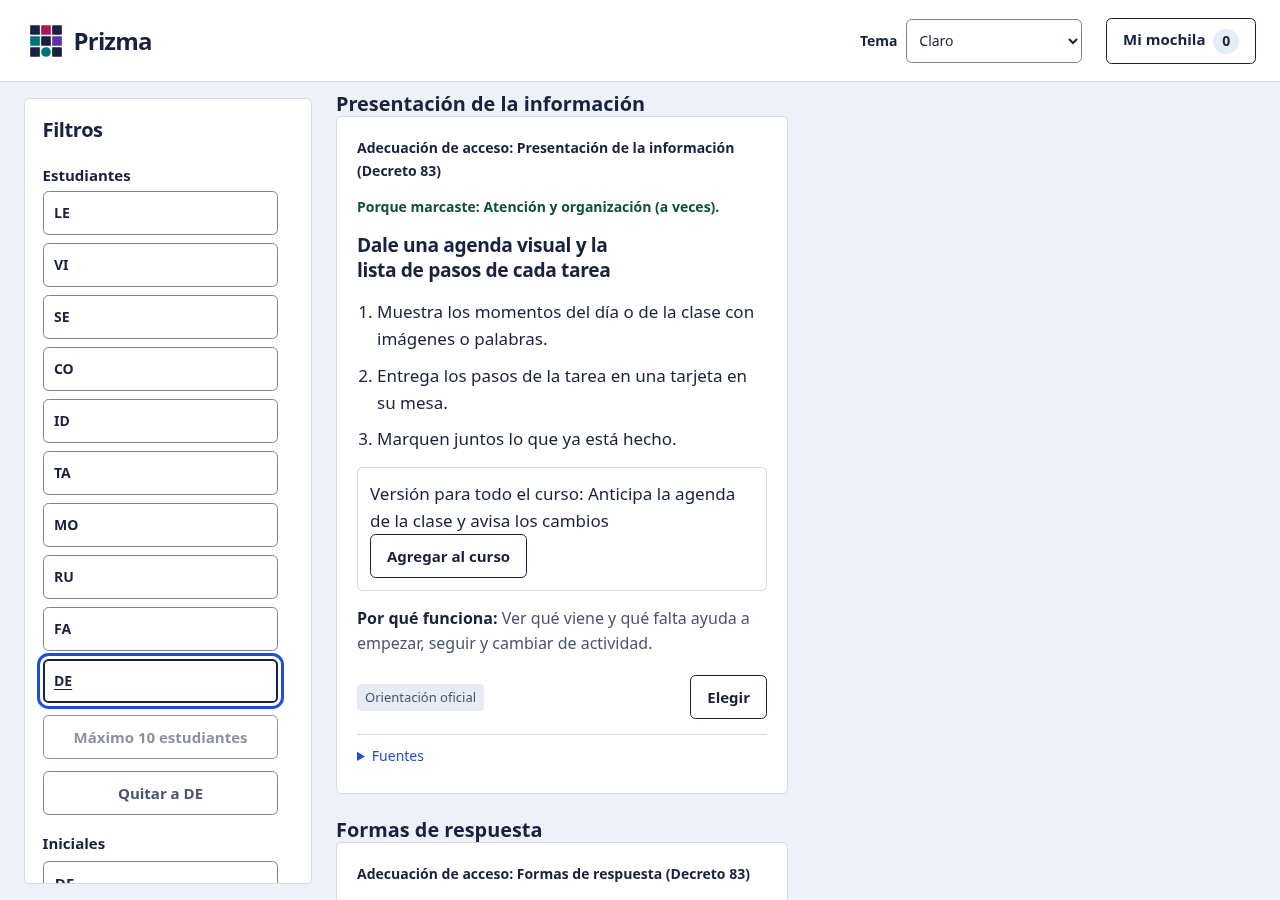 Prizma
Tema
Claro
Mi mochila 0
Filtros
Estudiantes
LE
VI
SE
CO
ID
TA
MO
RU
FA
DE
Máximo 10 estudiantes
Quitar a DE
Iniciales
DE
Presentación de la información
Adecuación de acceso: Presentación de la información
(Decreto 83)
Porque marcaste: Atención y organización (a veces).
Dale una agenda visual y la
lista de pasos de cada tarea
1. Muestra los momentos del día o de la clase con
imágenes o palabras.
2. Entrega los pasos de la tarea en una tarjeta en
su mesa.
3. Marquen juntos lo que ya está hecho.
Versión para todo el curso: Anticipa la agenda
de la clase y avisa los cambios
Agregar al curso
Por qué funciona: Ver qué viene y qué falta ayuda a
empezar, seguir y cambiar de actividad.
Orientación oficial
Elegir
Fuentes
Formas de respuesta
Adecuación de acceso: Formas de respuesta (Decreto 83)